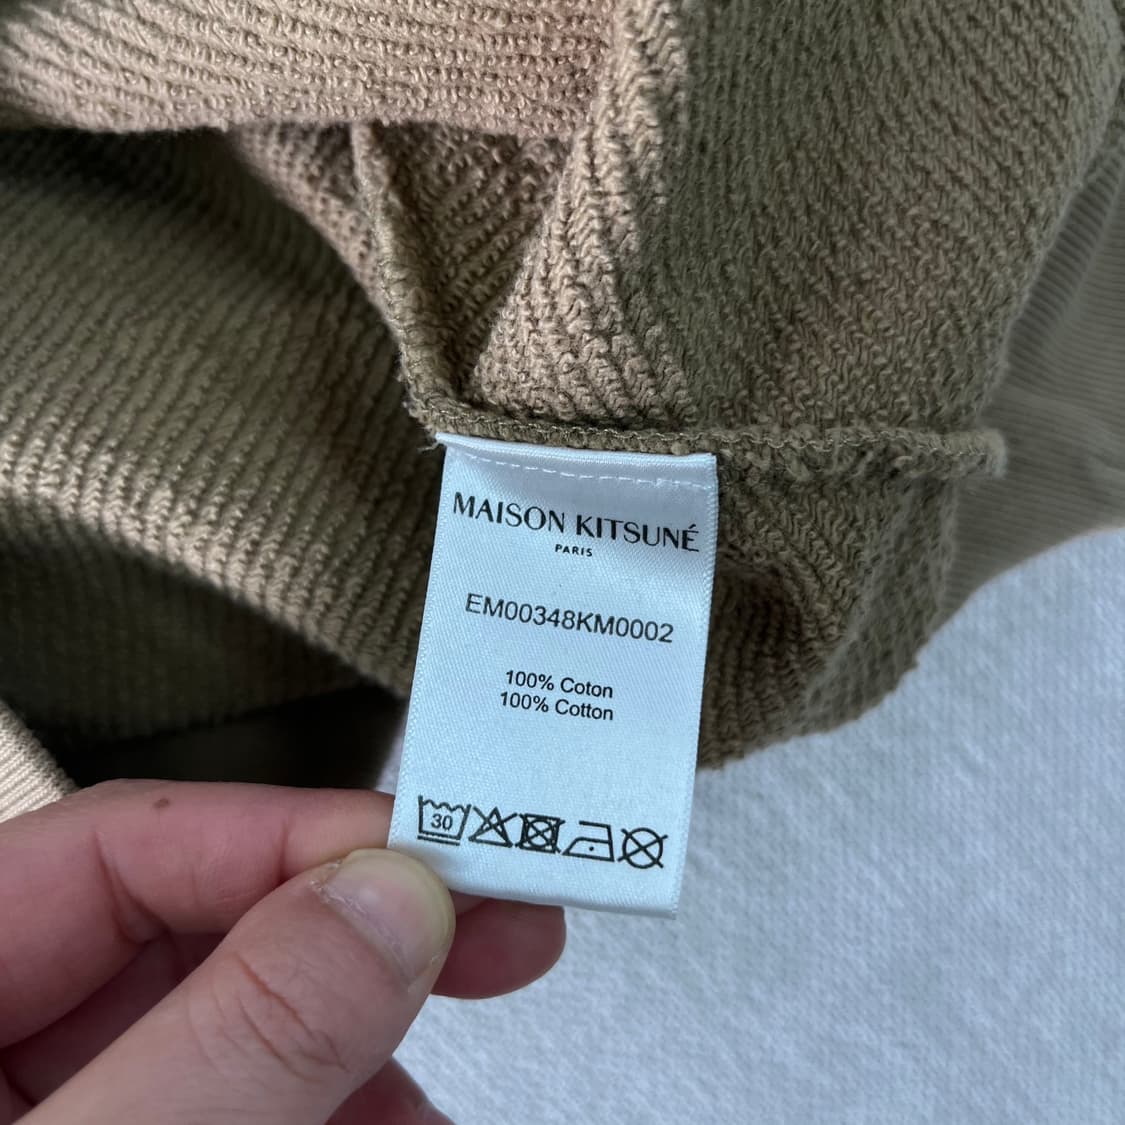 MAISON KITSUNÉ
PARIS
EM00348KM0002
100% Coton
100% Cotton
30